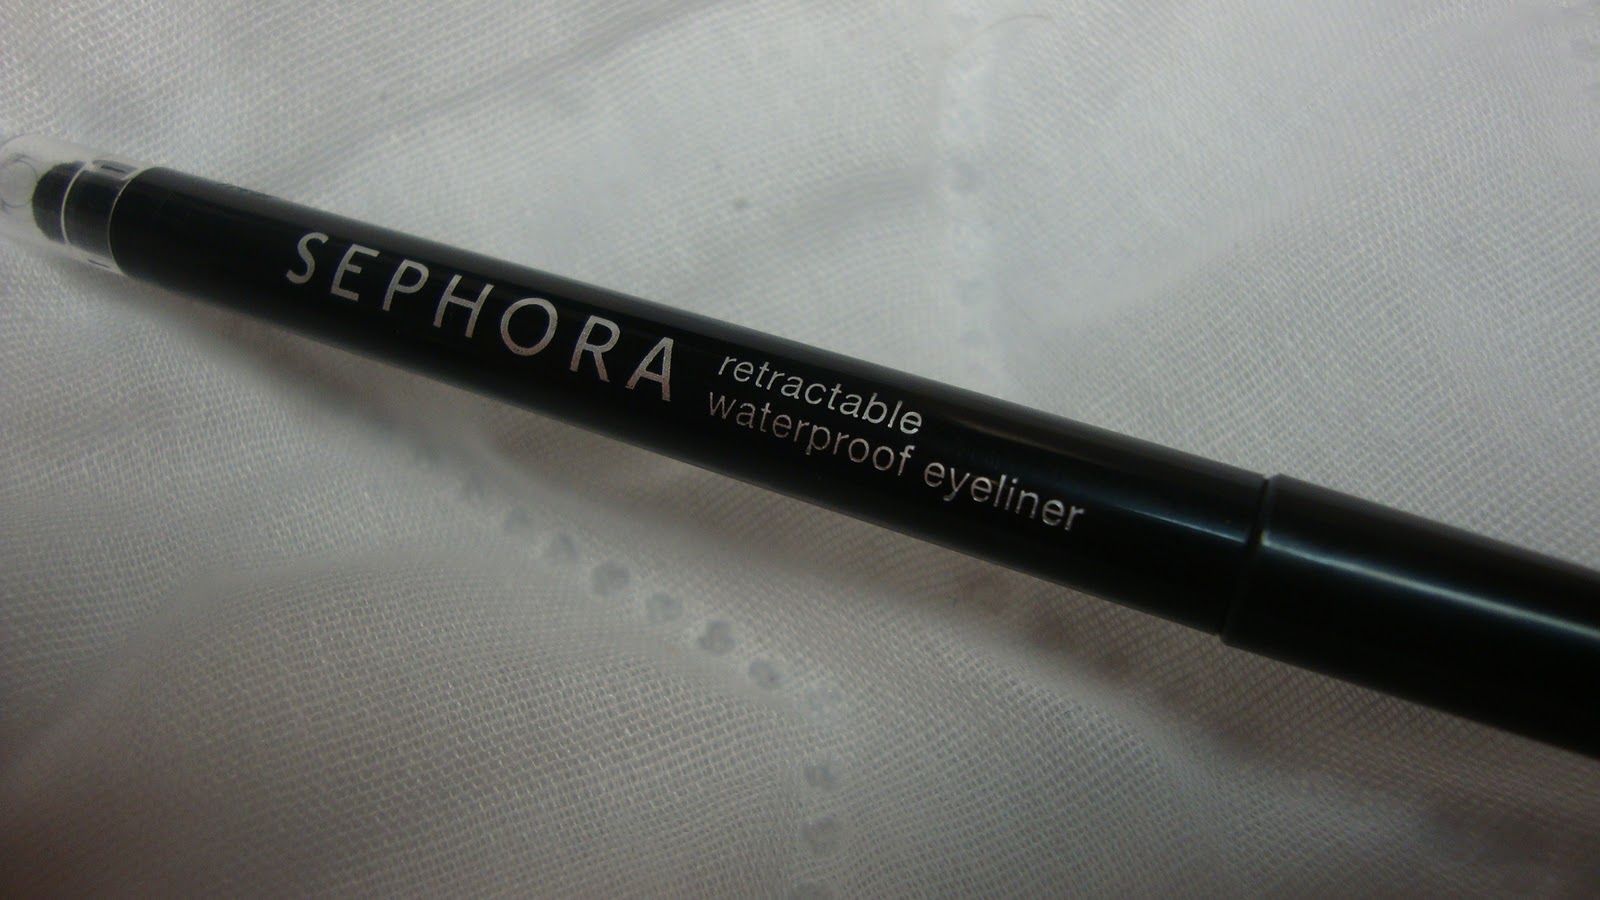 SEPHORA
retractable
waterproof eyeliner